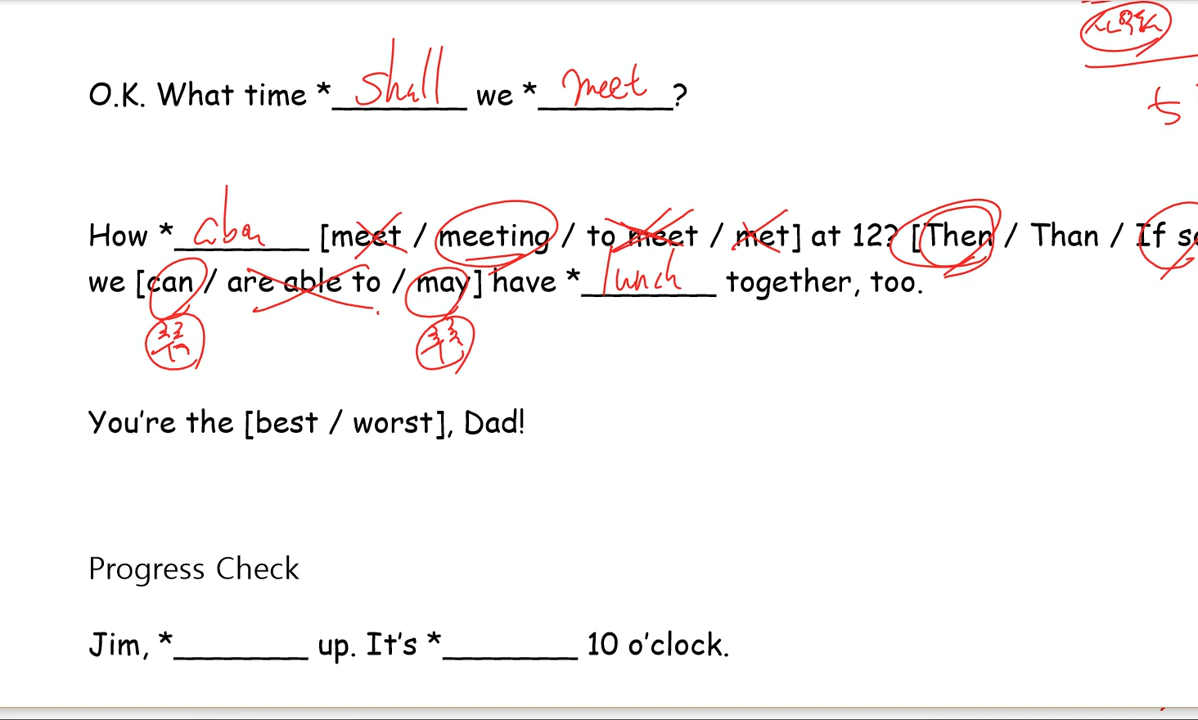 O.K. What time *shall we *meet?
How * [meet / meeting / to meet / met] at 12? [Then / Than / If so
we [can / are able to / may] have *lunch together, too.
You're the [best / worst], Dad!
Progress Check
Jim, *________ up. It's *________ 10 o'clock.